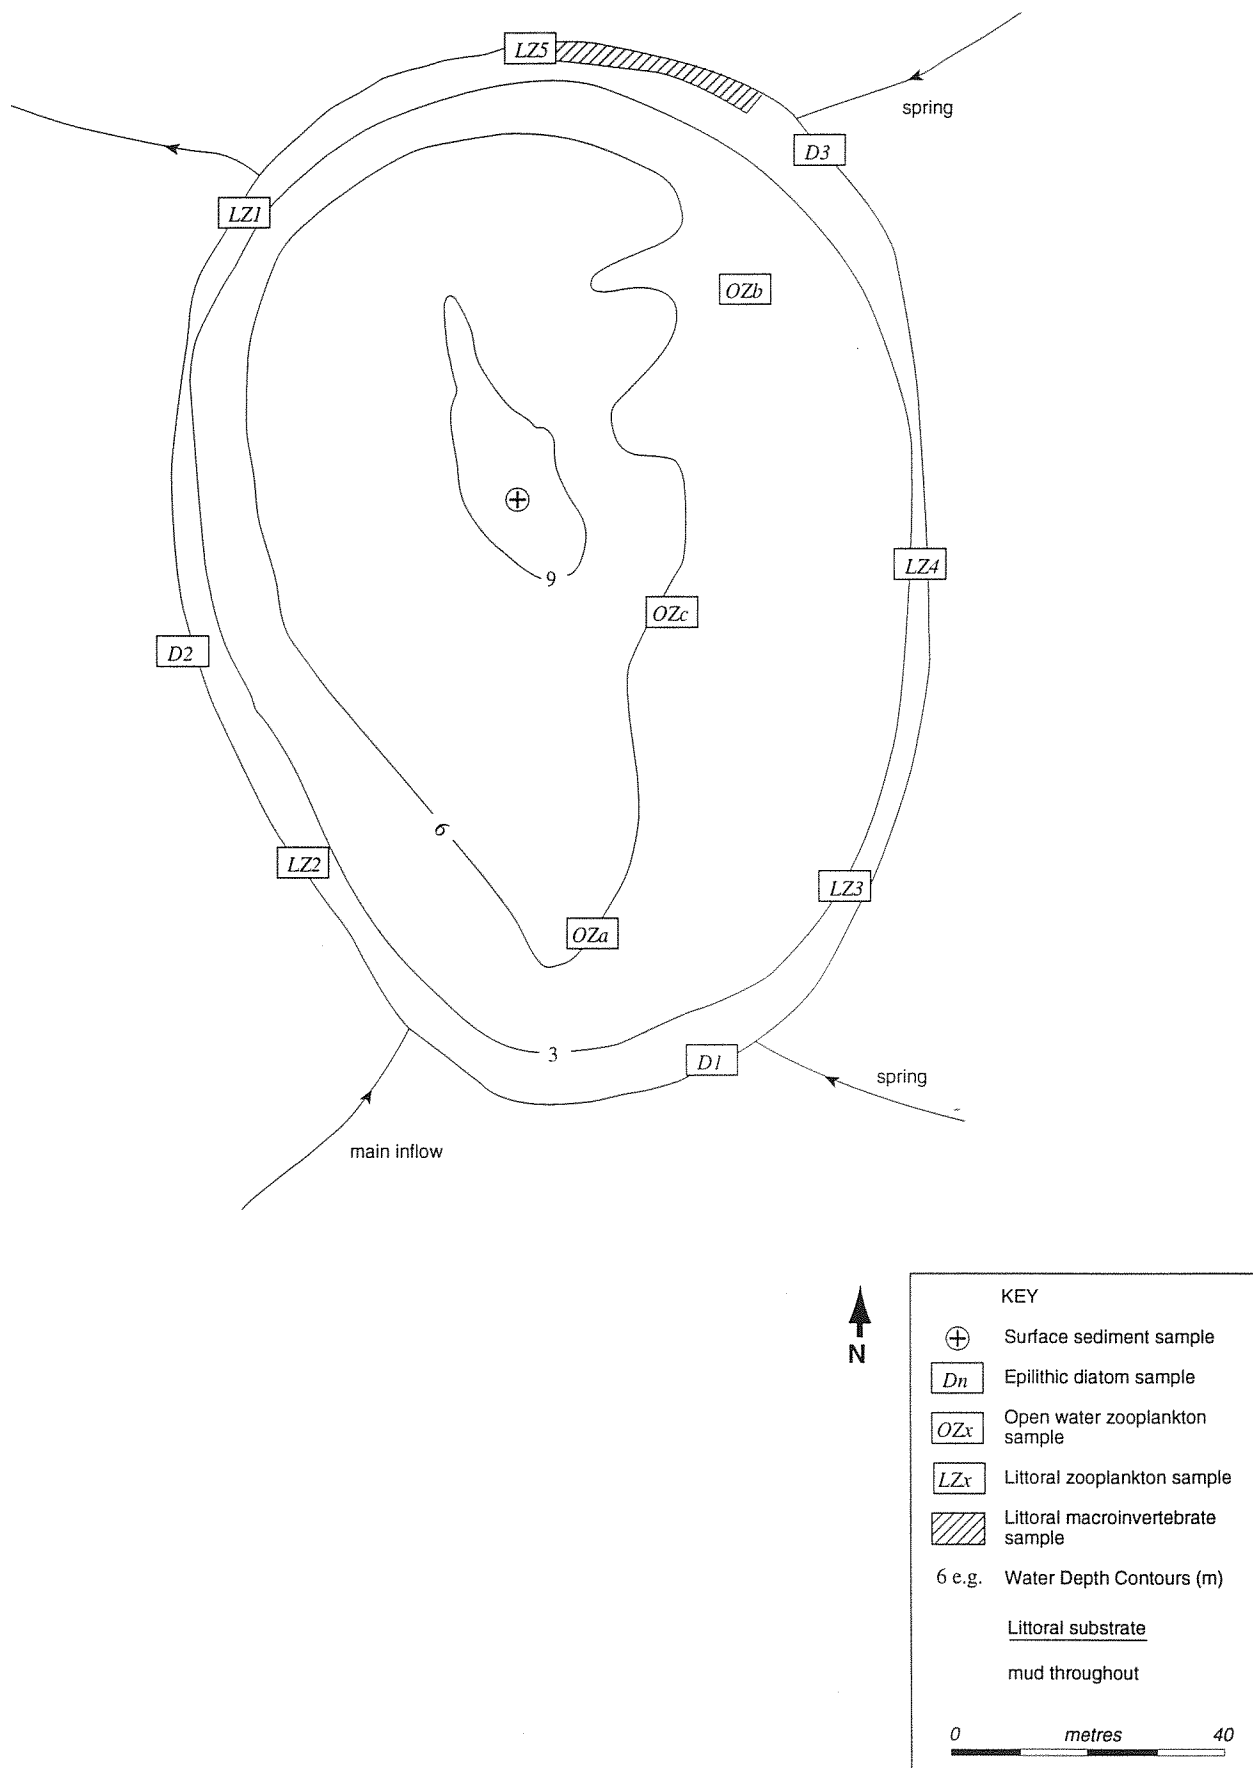 LZ5
spring
D3
LZ1
OZb
9
LZ4
OZc
D2
6
LZ2
LZ3
OZa
3
D1
spring
main inflow
N
KEY
Surface sediment sample
Dn Epilithic diatom sample
OZx Open water zooplankton
sample
LZx Littoral zooplankton sample
Littoral macroinvertebrate
sample
6 e.g. Water Depth Contours (m)
Littoral substrate
mud throughout
0 metres 40